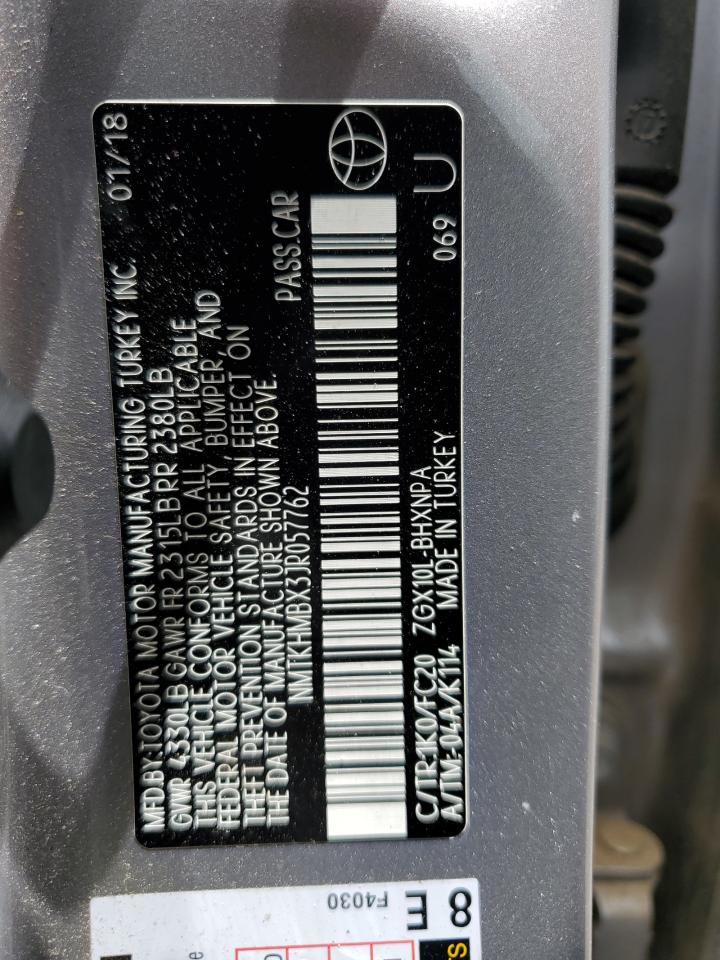 MFD.BY:TOYOTA MOTOR MANUFACTURING TURKEY INC. 01/18
GVWR 4330LB GAWR FR 2315LB RR 2380LB
THIS VEHICLE CONFORMS TO ALL APPLICABLE
FEDERAL MOTOR VEHICLE SAFETY, BUMPER, AND
THEFT PREVENTION STANDARDS IN EFFECT ON
THE DATE OF MANUFACTURE SHOWN ABOVE.
NMTKHMBX3JR057762 PASS.CAR
C/TR:1K0/FC20 ZGX10L-BHXNPA 069 U
A/TM:-04A/K114 MADE IN TURKEY
F4030
8 E